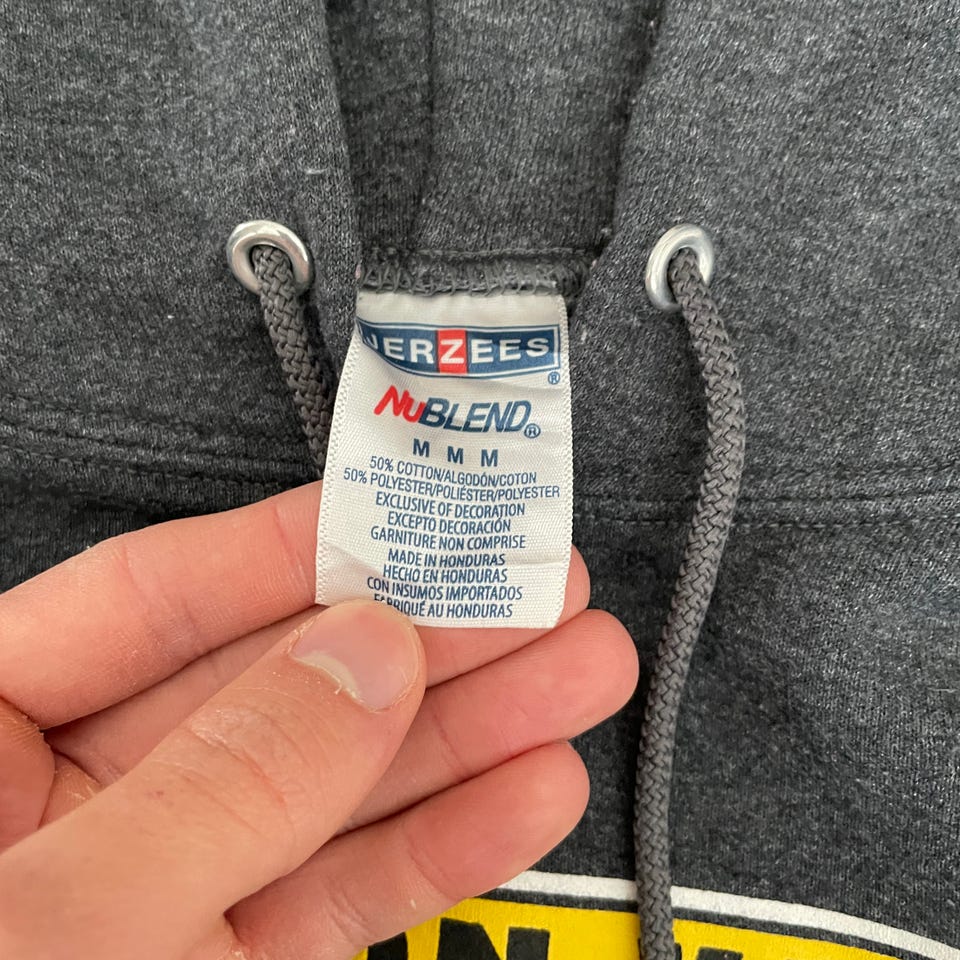 JERZEES
®
NuBLEND®
M M M
50% COTTON/ALGODÓN/COTON
50% POLYESTER/POLIÉSTER/POLYESTER
EXCLUSIVE OF DECORATION
EXCEPTO DECORACIÓN
GARNITURE NON COMPRISE
MADE IN HONDURAS
HECHO EN HONDURAS
CON INSUMOS IMPORTADOS
FABRIQUÉ AU HONDURAS